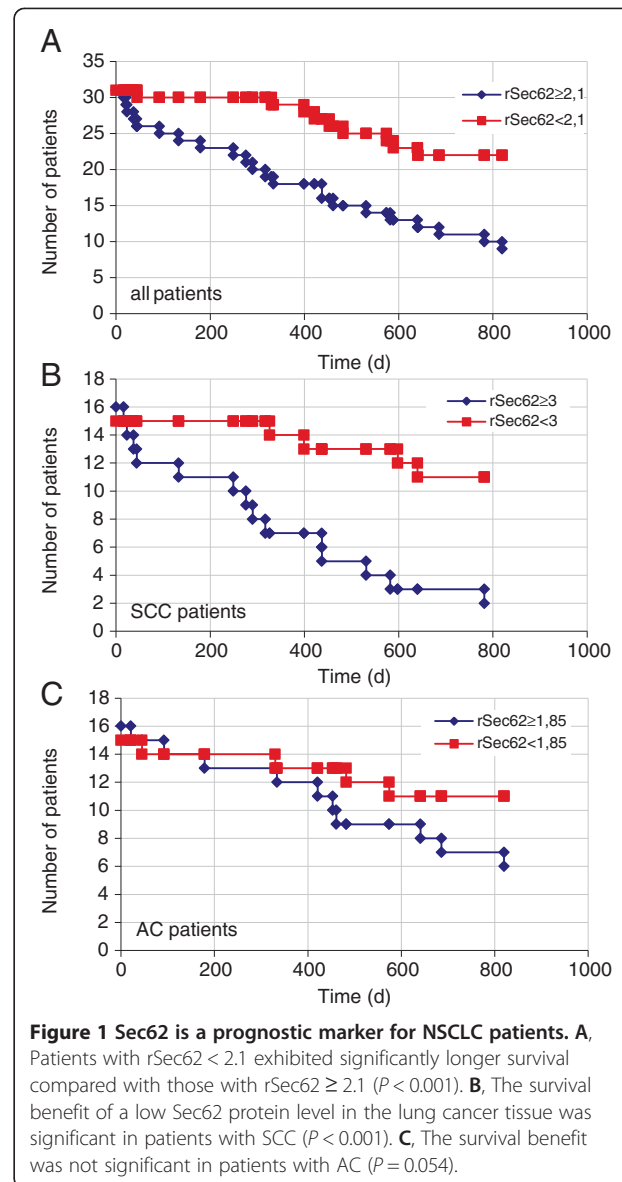 A
35
30
25
20
15
10
5
0
Number of patients
rSec62≥2,1
rSec62<2,1
all patients
0 200 400 600 800 1000
Time (d)
B
18
16
14
12
10
8
6
4
2
0
Number of patients
rSec62≥3
rSec62<3
SCC patients
0 200 400 600 800 1000
Time (d)
C
18
16
14
12
10
8
6
4
2
0
Number of patients
rSec62≥1,85
rSec62<1,85
AC patients
0 200 400 600 800 1000
Time (d)
Figure 1 Sec62 is a prognostic marker for NSCLC patients. A,
Patients with rSec62 < 2.1 exhibited significantly longer survival
compared with those with rSec62 ≥ 2.1 (P < 0.001). B, The survival
benefit of a low Sec62 protein level in the lung cancer tissue was
significant in patients with SCC (P < 0.001). C, The survival benefit
was not significant in patients with AC (P = 0.054).